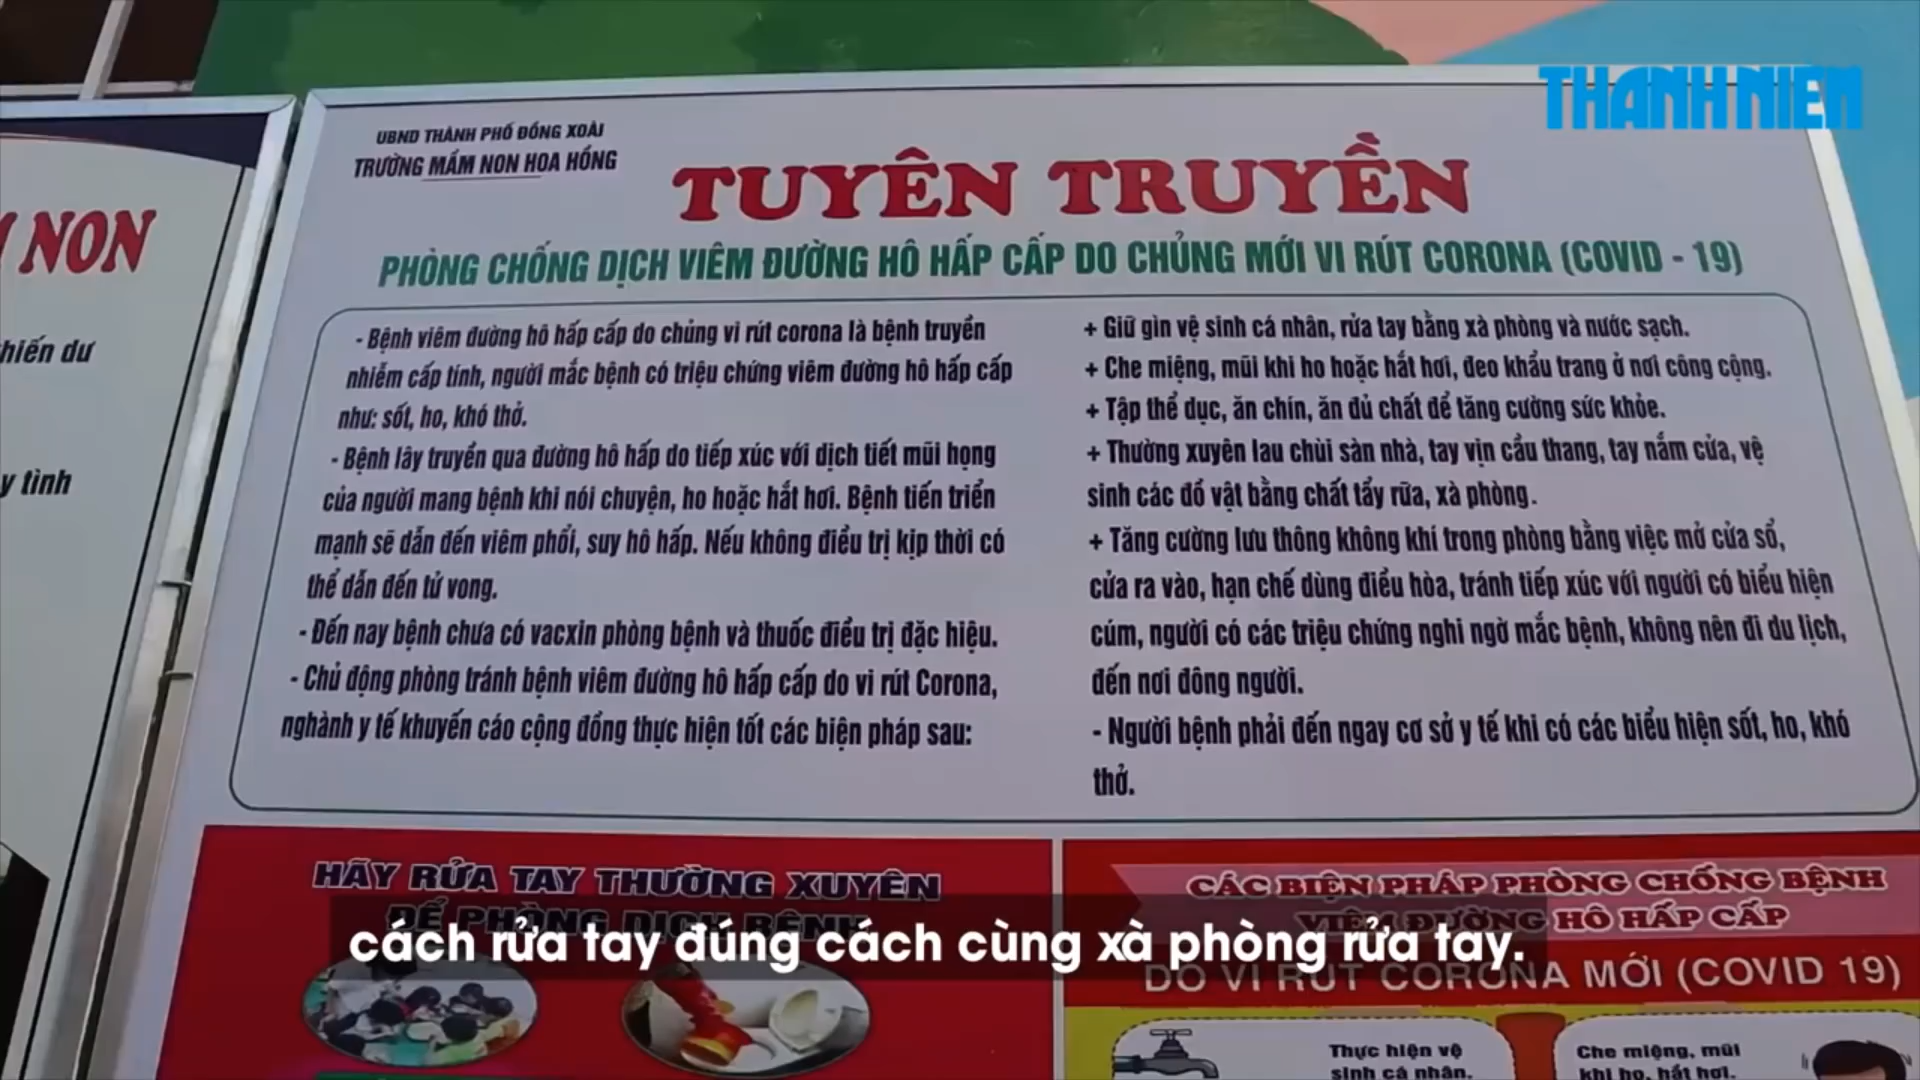 THANH NIÊN
UBND THÀNH PHỐ ĐỒNG XOÀI
TRƯỜNG MẦM NON HOA HỒNG
TUYÊN TRUYỀN
PHÒNG CHỐNG DỊCH VIÊM ĐƯỜNG HÔ HẤP CẤP DO CHỦNG MỚI VI RÚT CORONA (COVID - 19)
- Bệnh viêm đường hô hấp cấp do chủng vi rút corona là bệnh truyền
nhiễm cấp tính, người mắc bệnh có triệu chứng viêm đường hô hấp cấp
như: sốt, ho, khó thở.
- Bệnh lây truyền qua đường hô hấp do tiếp xúc với dịch tiết mũi họng
của người mang bệnh khi nói chuyện, ho hoặc hắt hơi. Bệnh tiến triển
mạnh sẽ dẫn đến viêm phổi, suy hô hấp. Nếu không điều trị kịp thời có
thể dẫn đến tử vong.
- Đến nay bệnh chưa có vacxin phòng bệnh và thuốc điều trị đặc hiệu.
- Chủ động phòng tránh bệnh viêm đường hô hấp cấp do vi rút Corona,
nghành y tế khuyến cáo cộng đồng thực hiện tốt các biện pháp sau:
+ Giữ gìn vệ sinh cá nhân, rửa tay bằng xà phòng và nước sạch.
+ Che miệng, mũi khi ho hoặc hắt hơi, đeo khẩu trang ở nơi công cộng.
+ Tập thể dục, ăn chín, ăn đủ chất để tăng cường sức khỏe.
+ Thường xuyên lau chùi sàn nhà, tay vịn cầu thang, tay nắm cửa, vệ
sinh các đồ vật bằng chất tẩy rữa, xà phòng.
+ Tăng cường lưu thông không khí trong phòng bằng việc mở cửa sổ,
cửa ra vào, hạn chế dùng điều hòa, tránh tiếp xúc với người có biểu hiện
cúm, người có các triệu chứng nghi ngờ mắc bệnh, không nên đi du lịch,
đến nơi đông người.
- Người bệnh phải đến ngay cơ sở y tế khi có các biểu hiện sốt, ho, khó
thở.
NON
hiến dư
y tình
HÃY RỬA TAY THƯỜNG XUYÊN
ĐỂ PHÒNG DỊCH BỆNH
CÁC BIỆN PHÁP PHÒNG CHỐNG BỆNH
VIÊM ĐƯỜNG HÔ HẤP CẤP
DO VI RÚT CORONA MỚI (COVID 19)
cách rửa tay đúng cách cùng xà phòng rửa tay.
Thực hiện vệ
sinh cá nhân.
Che miệng, mũi
khi ho, hắt hơi.